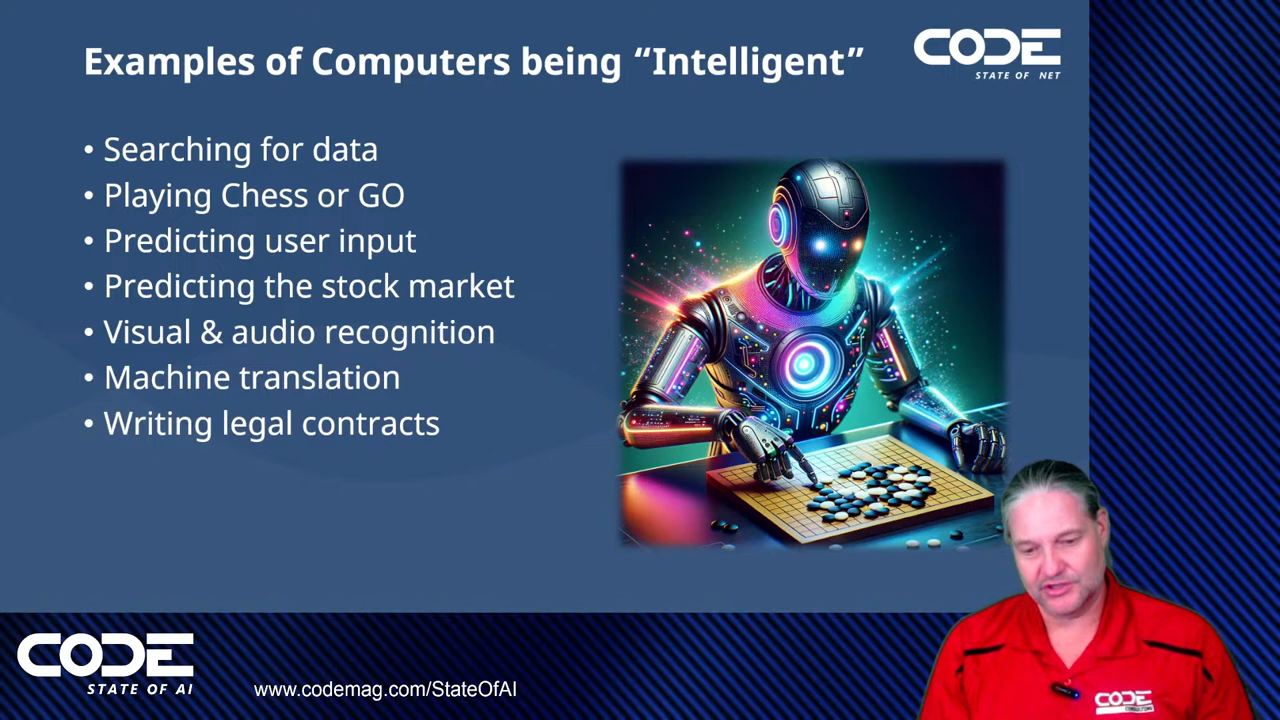 Examples of Computers being “Intelligent”
CODE
STATE OF NET
• Searching for data
• Playing Chess or GO
• Predicting user input
• Predicting the stock market
• Visual & audio recognition
• Machine translation
• Writing legal contracts
CODE
STATE OF AI
www.codemag.com/StateOfAI
CODE
CONSULTING